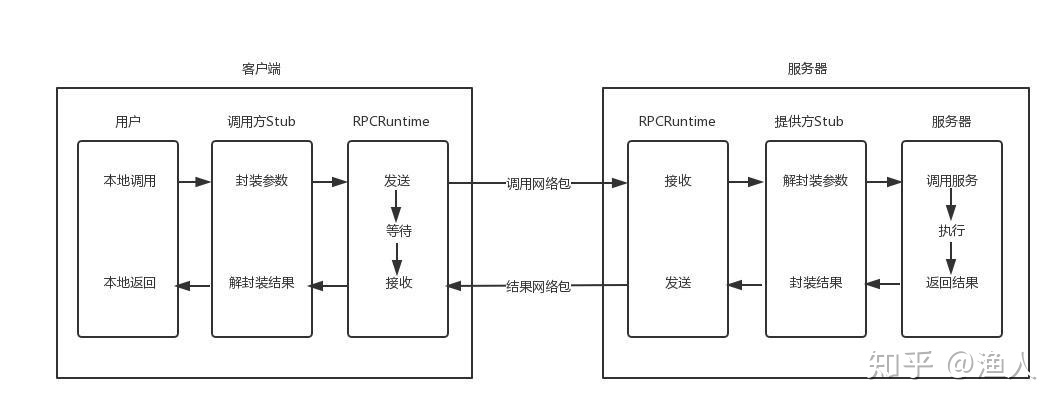 客户端
服务器
用户
调用方Stub
RPCRuntime
RPCRuntime
提供方Stub
服务器
本地调用
封装参数
发送
调用网络包
接收
解封装参数
调用服务
等待
执行
本地返回
解封装结果
接收
结果网络包
发送
封装结果
返回结果
知乎 @渔人